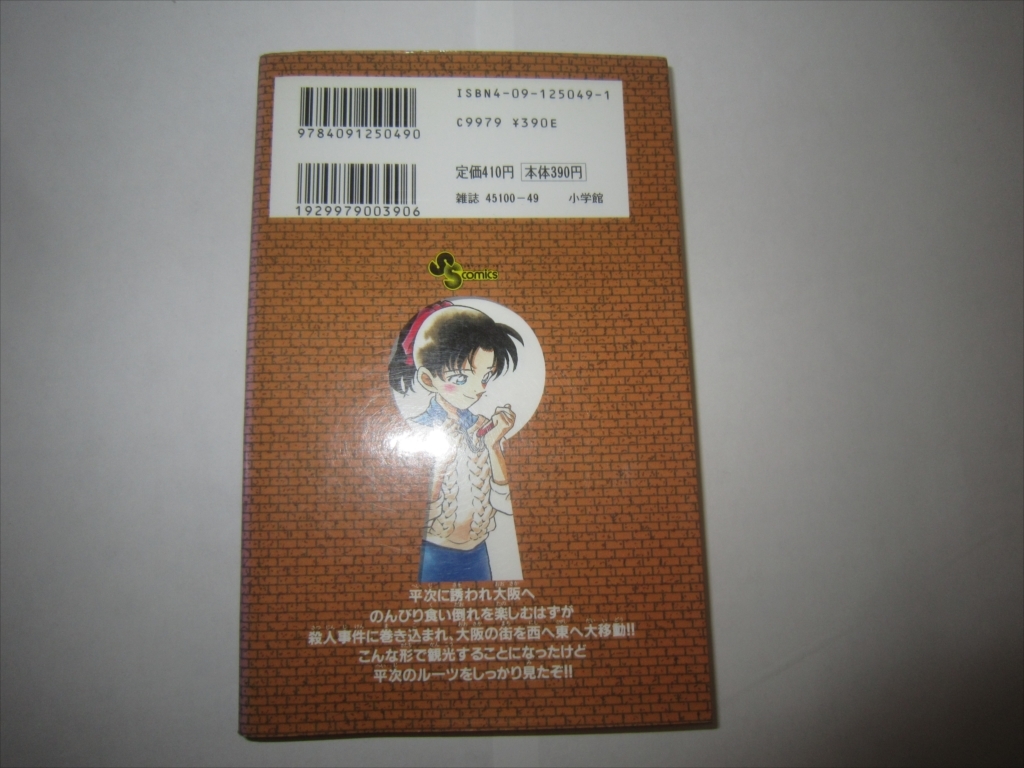 ISBN4-09-125049-1
9784091250490
C9979 ¥390E
定価410円 本体390円
1929979003906
雑誌 45100-49 小学館
SS comics
平次に誘われ大阪へ
のんびり食い倒れを楽しむはずが
殺人事件に巻き込まれ、大阪の街を西へ東へ大移動!!
こんな形で観光することになったけど
平次のルーツをしっかり見たぞ!!